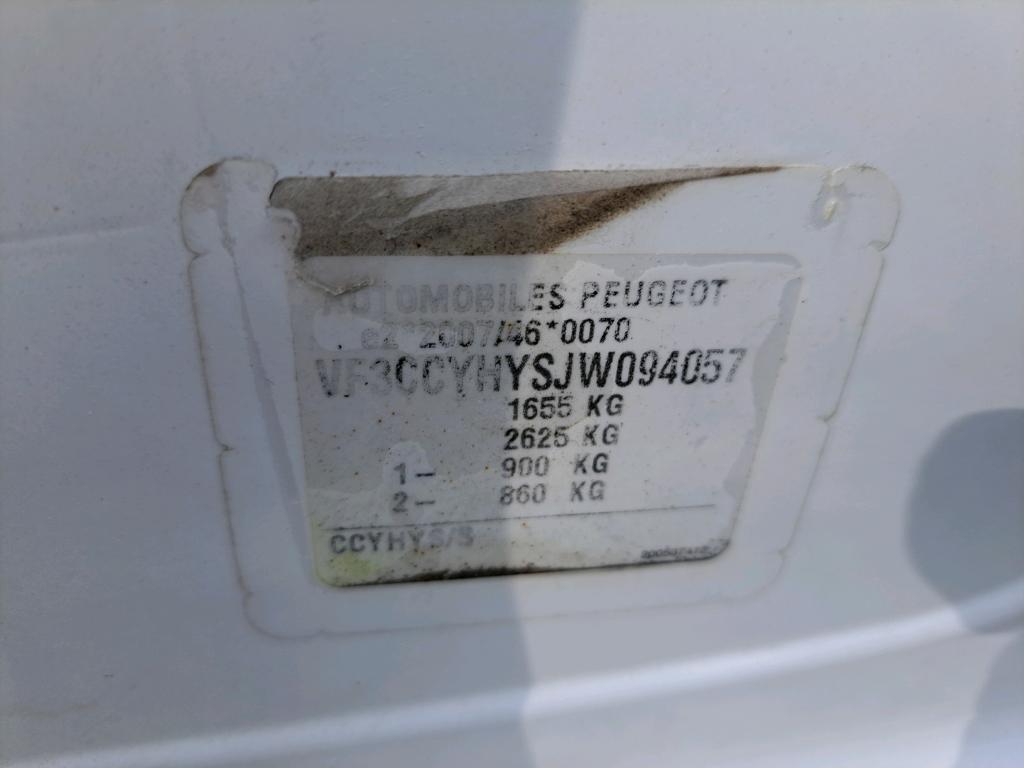 AUTOMOBILES PEUGEOT
e2*2007/46*0070
VF3CCYHYSJW094057
1655 KG
2625 KG
1- 900 KG
2- 860 KG
CCYHYS/S